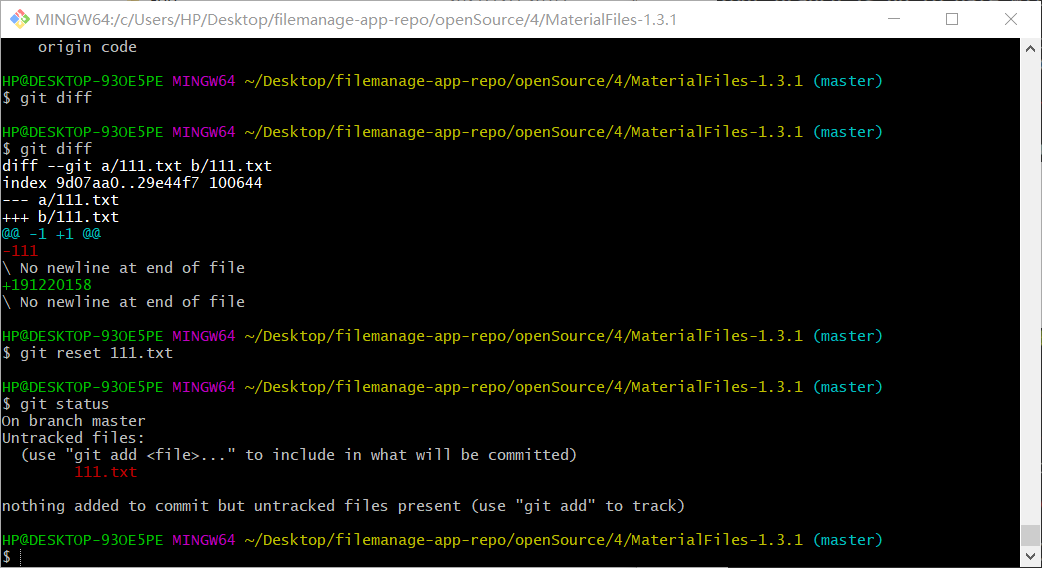 MINGW64:/c/Users/HP/Desktop/filemanage-app-repo/openSource/4/MaterialFiles-1.3.1
origin code
HP@DESKTOP-93OE5PE MINGW64 ~/Desktop/filemanage-app-repo/openSource/4/MaterialFiles-1.3.1 (master)
$ git diff
HP@DESKTOP-93OE5PE MINGW64 ~/Desktop/filemanage-app-repo/openSource/4/MaterialFiles-1.3.1 (master)
$ git diff
diff --git a/111.txt b/111.txt
index 9d07aa0..29e44f7 100644
--- a/111.txt
+++ b/111.txt
@@ -1 +1 @@
-111
\ No newline at end of file
+191220158
\ No newline at end of file
HP@DESKTOP-93OE5PE MINGW64 ~/Desktop/filemanage-app-repo/openSource/4/MaterialFiles-1.3.1 (master)
$ git reset 111.txt
HP@DESKTOP-93OE5PE MINGW64 ~/Desktop/filemanage-app-repo/openSource/4/MaterialFiles-1.3.1 (master)
$ git status
On branch master
Untracked files:
  (use "git add <file>..." to include in what will be committed)
        111.txt
nothing added to commit but untracked files present (use "git add" to track)
HP@DESKTOP-93OE5PE MINGW64 ~/Desktop/filemanage-app-repo/openSource/4/MaterialFiles-1.3.1 (master)
$